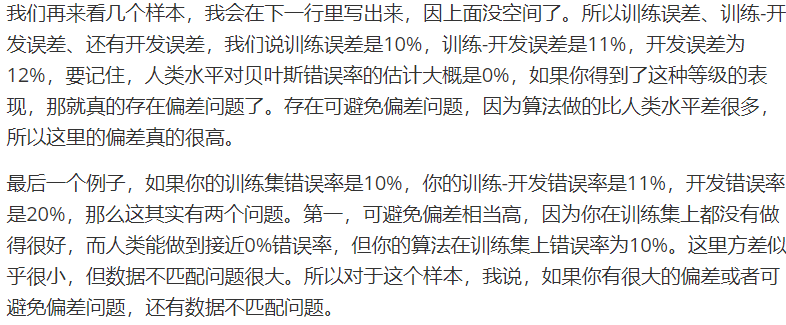 我们再来看几个样本，我会在下一行里写出来，因上面没空间了。所以训练误差、训练-开
发误差、还有开发误差，我们说训练误差是10%，训练-开发误差是11%，开发误差为
12%，要记住，人类水平对贝叶斯错误率的估计大概是0%，如果你得到了这种等级的表
现，那就真的存在偏差问题了。存在可避免偏差问题，因为算法做的比人类水平差很多，
所以这里的偏差真的很高。
最后一个例子，如果你的训练集错误率是10%，你的训练-开发错误率是11%，开发错误率
是20%，那么这其实有两个问题。第一，可避免偏差相当高，因为你在训练集上都没有做
得很好，而人类能做到接近0%错误率，但你的算法在训练集上错误率为10%。这里方差似
乎很小，但数据不匹配问题很大。所以对于这个样本，我说，如果你有很大的偏差或者可
避免偏差问题，还有数据不匹配问题。